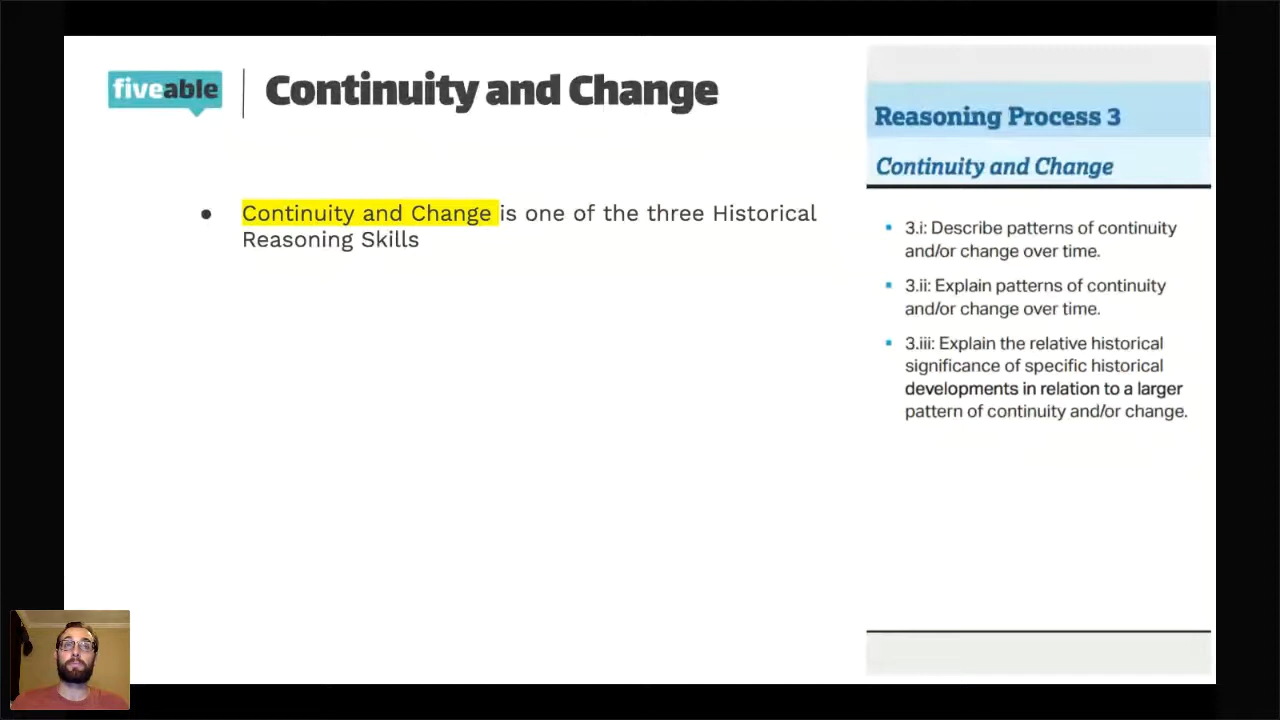 fiveable
Continuity and Change
● Continuity and Change is one of the three Historical
Reasoning Skills
Reasoning Process 3
Continuity and Change
▪ 3.i: Describe patterns of continuity
and/or change over time.
▪ 3.ii: Explain patterns of continuity
and/or change over time.
▪ 3.iii: Explain the relative historical
significance of specific historical
developments in relation to a larger
pattern of continuity and/or change.